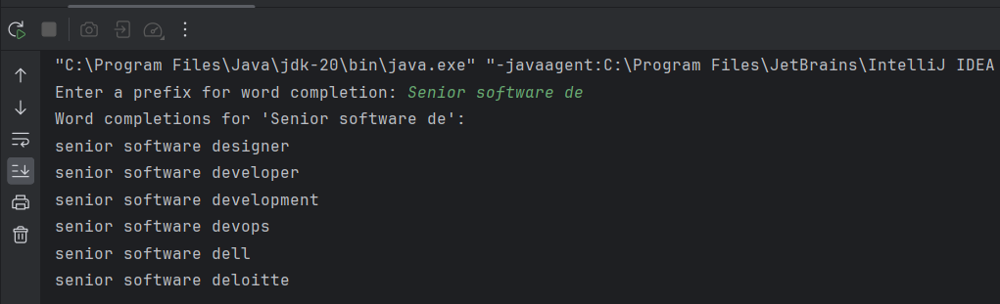 "C:\Program Files\Java\jdk-20\bin\java.exe" "-javaagent:C:\Program Files\JetBrains\IntelliJ IDEA
Enter a prefix for word completion: Senior software de
Word completions for 'Senior software de':
senior software designer
senior software developer
senior software development
senior software devops
senior software dell
senior software deloitte